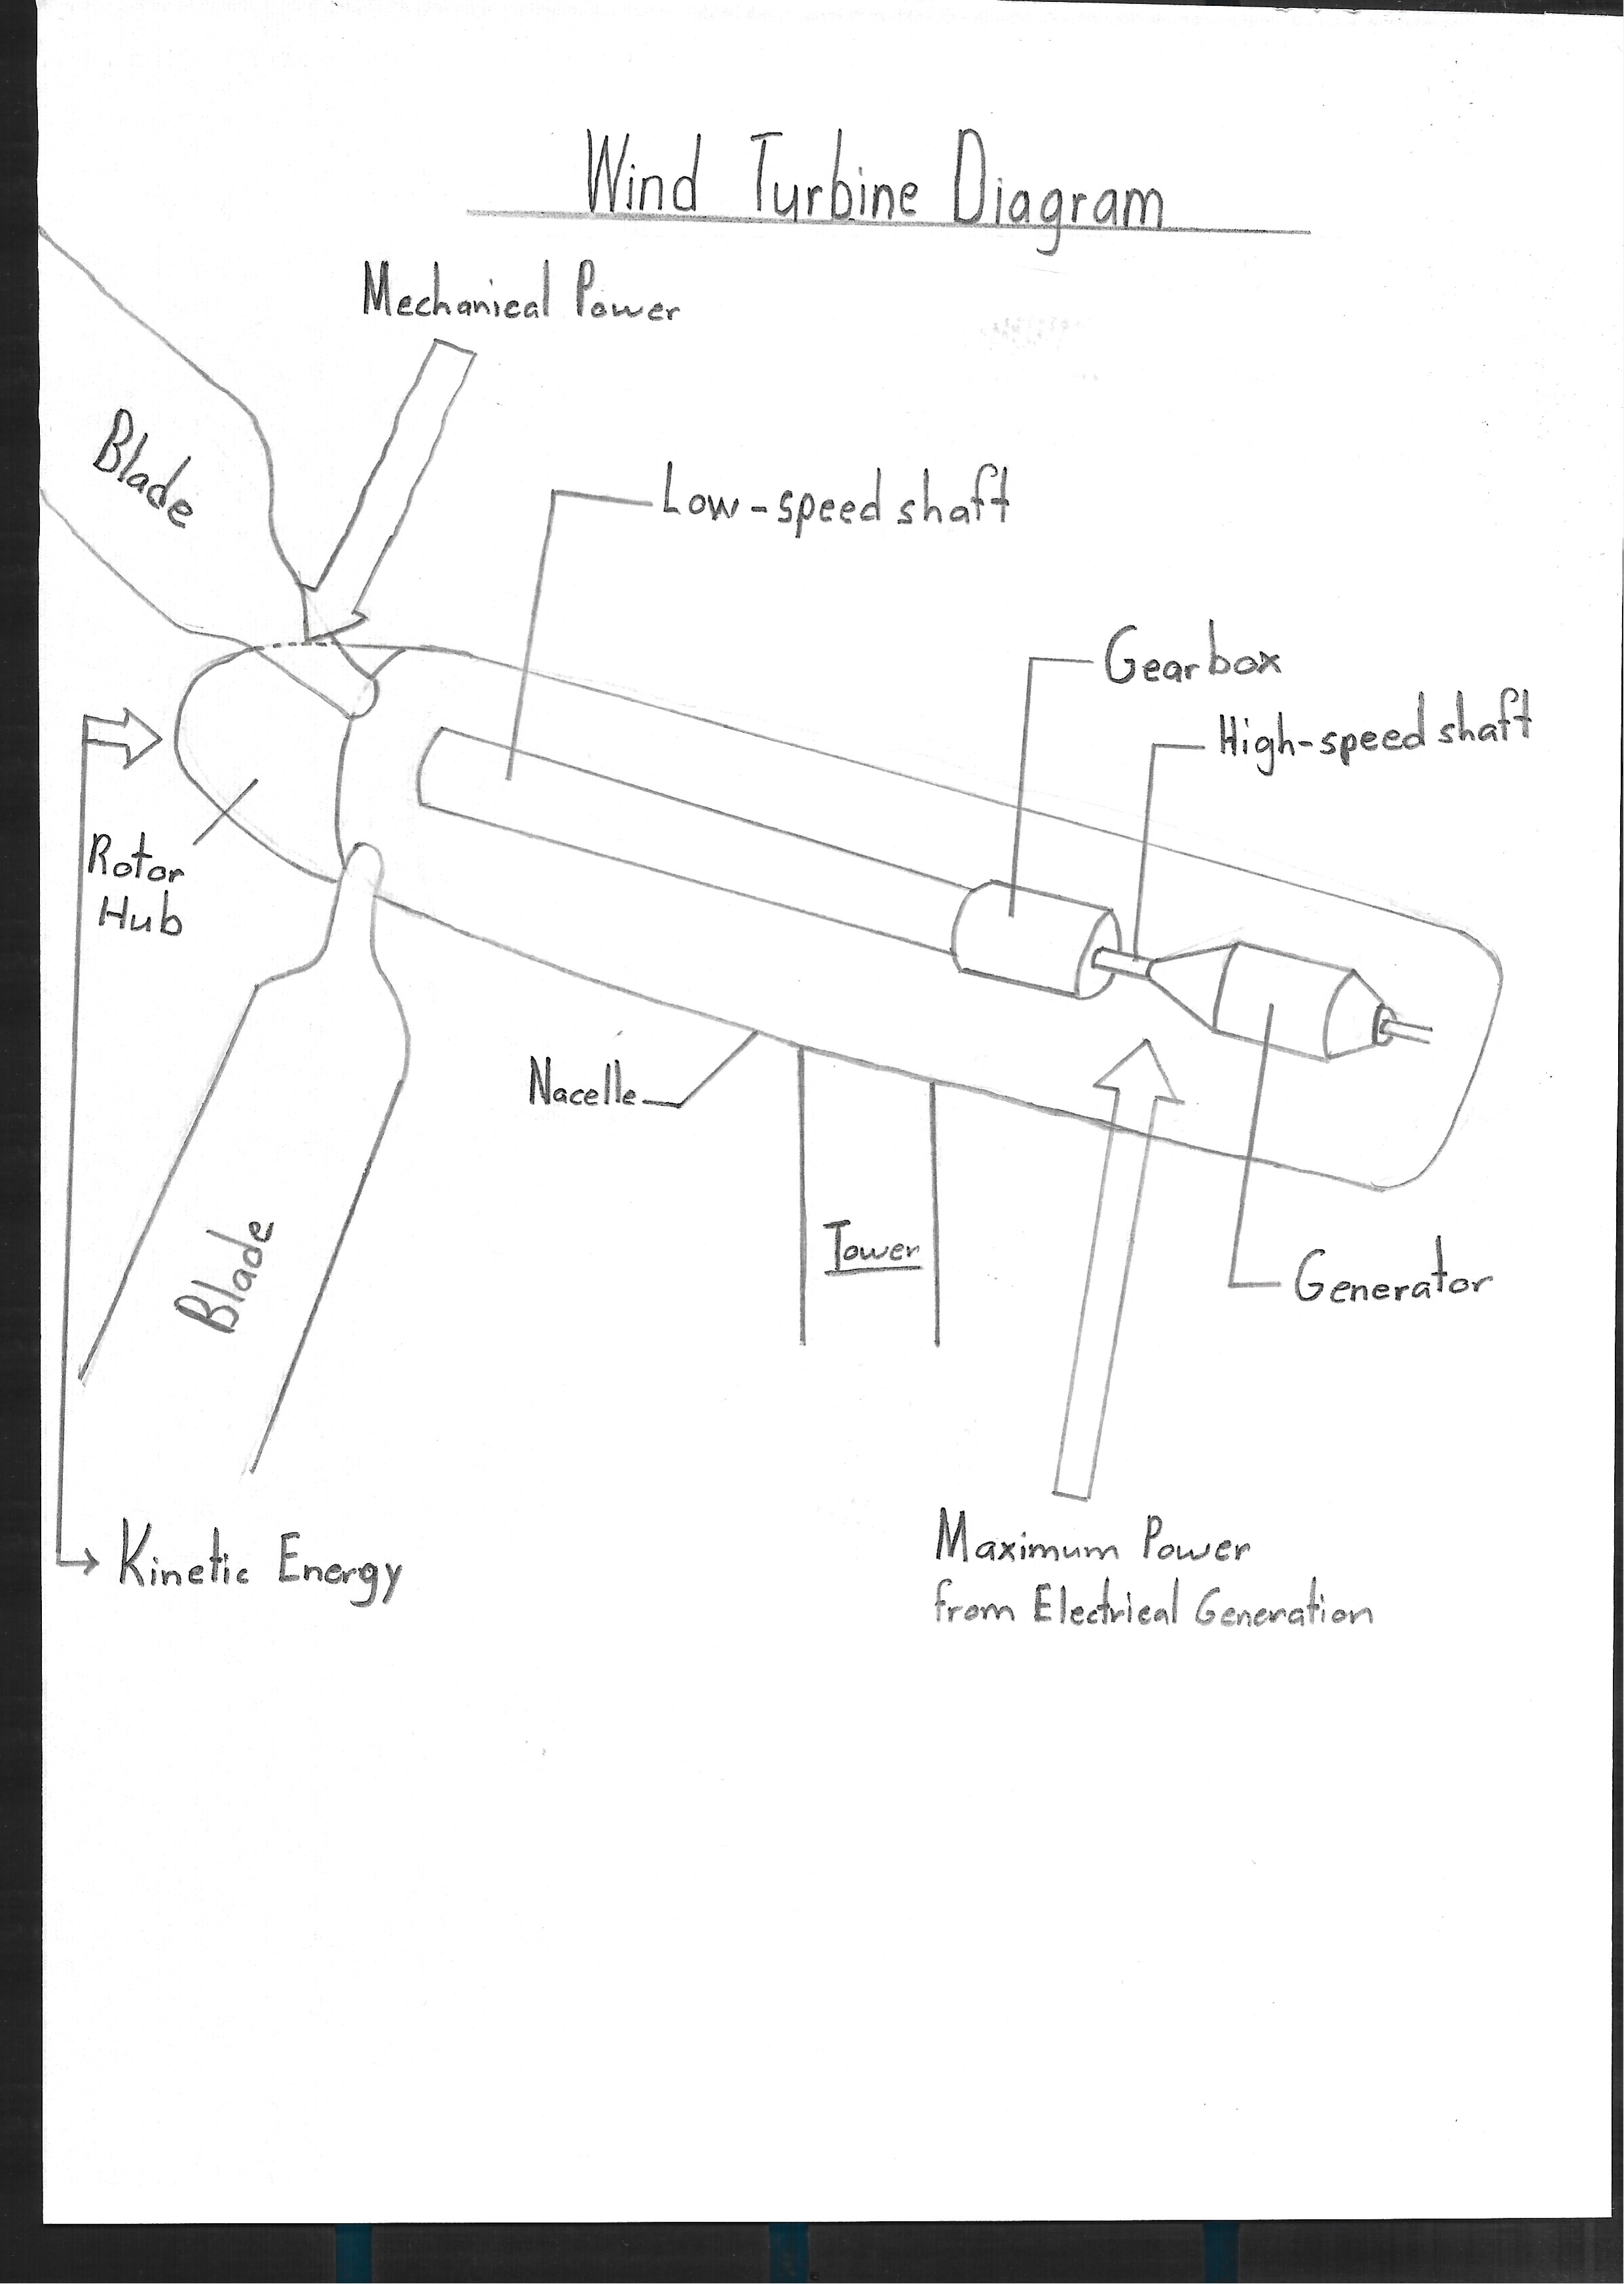 Wind Turbine Diagram
Mechanical Power
Blade
Low-speed shaft
Gearbox
High-speed shaft
Rotor
Hub
Nacelle
Tower
Blade
Generator
Kinetic Energy
Maximum Power
from Electrical Generation